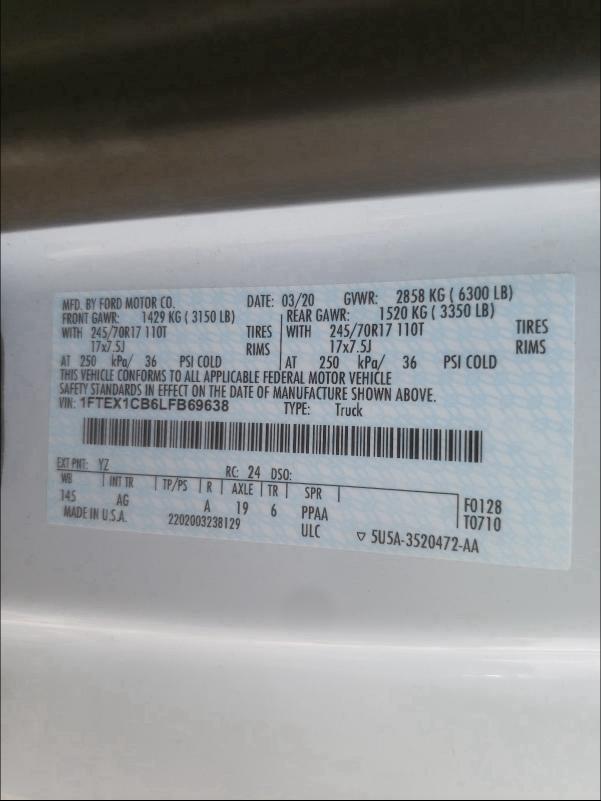 MFD. BY FORD MOTOR CO. DATE: 03/20 GVWR: 2858 KG ( 6300 LB)
FRONT GAWR: 1429 KG ( 3150 LB) REAR GAWR: 1520 KG ( 3350 LB)
WITH 245/70R17 110T TIRES WITH 245/70R17 110T TIRES
17x7.5J RIMS 17x7.5J RIMS
AT 250 kPa/ 36 PSI COLD AT 250 kPa/ 36 PSI COLD
THIS VEHICLE CONFORMS TO ALL APPLICABLE FEDERAL MOTOR VEHICLE
SAFETY STANDARDS IN EFFECT ON THE DATE OF MANUFACTURE SHOWN ABOVE.
VIN: 1FTEX1CB6LFB69638 TYPE: Truck
EXT PNT: YZ RC: 24 DSO:
WB INT TR TP/PS R AXLE TR SPR
145 AG A 19 6 PPAA F0128
MADE IN U.S.A. 2202003238129 ULC T0710
5U5A-3520472-AA